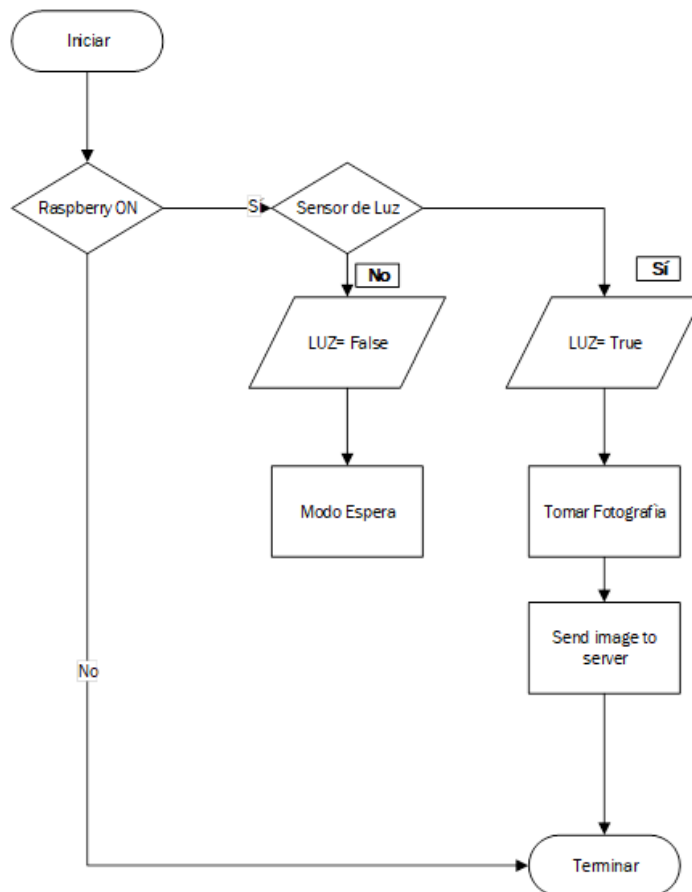 Iniciar
Raspberry ON
Sí
Sensor de Luz
No
Sí
LUZ= False
LUZ= True
Modo Espera
Tomar Fotografía
Send image to
server
No
Terminar